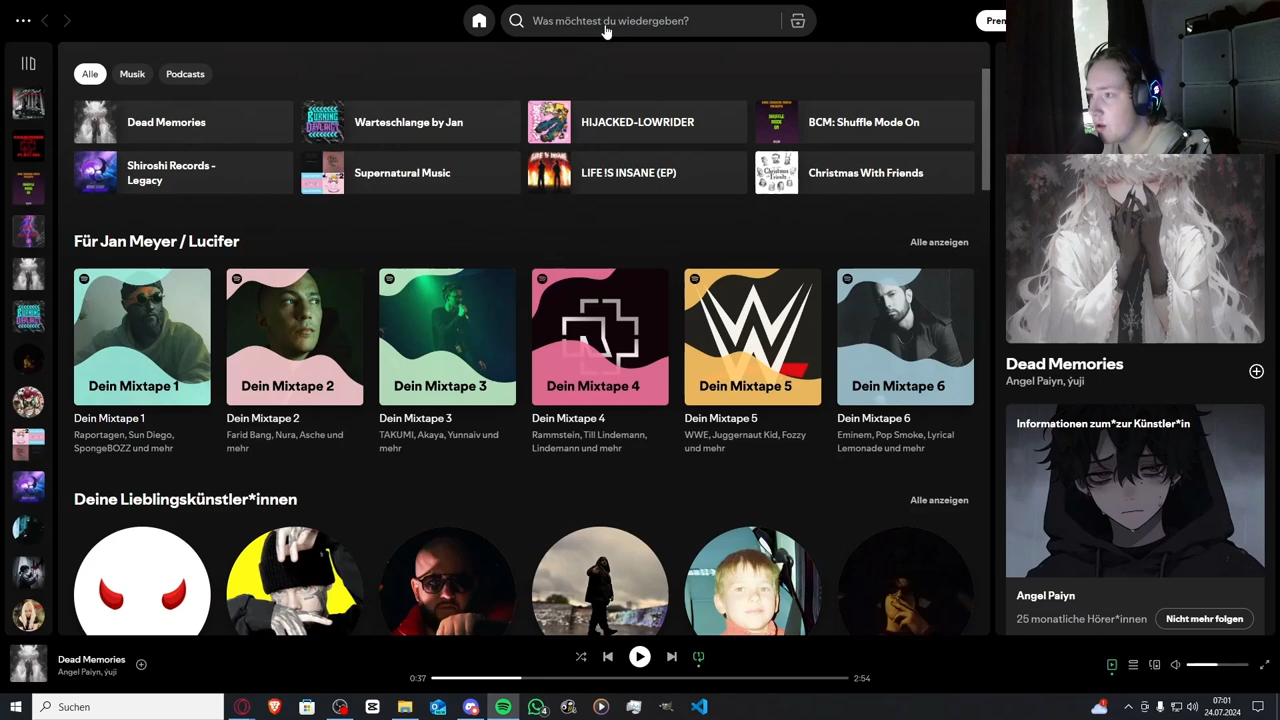 Was möchtest du wiedergeben?
Prem
Alle
Musik
Podcasts
Dead Memories
Warteschlange by Jan
HIJACKED-LOWRIDER
BCM: Shuffle Mode On
Shiroshi Records -
Legacy
Supernatural Music
LIFE IS INSANE (EP)
Christmas With Friends
Für Jan Meyer / Lucifer
Alle anzeigen
Dein Mixtape 1
Dein Mixtape 2
Dein Mixtape 3
Dein Mixtape 4
Dein Mixtape 5
Dein Mixtape 6
Dein Mixtape 1
Raportagen, Sun Diego,
SpongeBOZZ und mehr
Dein Mixtape 2
Farid Bang, Nura, Asche und
mehr
Dein Mixtape 3
TAKUMI, Akaya, Yunnaiv und
mehr
Dein Mixtape 4
Rammstein, Till Lindemann,
Lindemann und mehr
Dein Mixtape 5
WWE, Juggernaut Kid, Fozzy
und mehr
Dein Mixtape 6
Eminem, Pop Smoke, Lyrical
Lemonade und mehr
Deine Lieblingskünstler*innen
Alle anzeigen
Dead Memories
Angel Paiyn, ýuji
Informationen zum*zur Künstler*in
Angel Paiyn
25 monatliche Hörer*innen
Nicht mehr folgen
Dead Memories
Angel Paiyn, ýuji
0:37
2:54
Suchen
07:01
24.07.2024